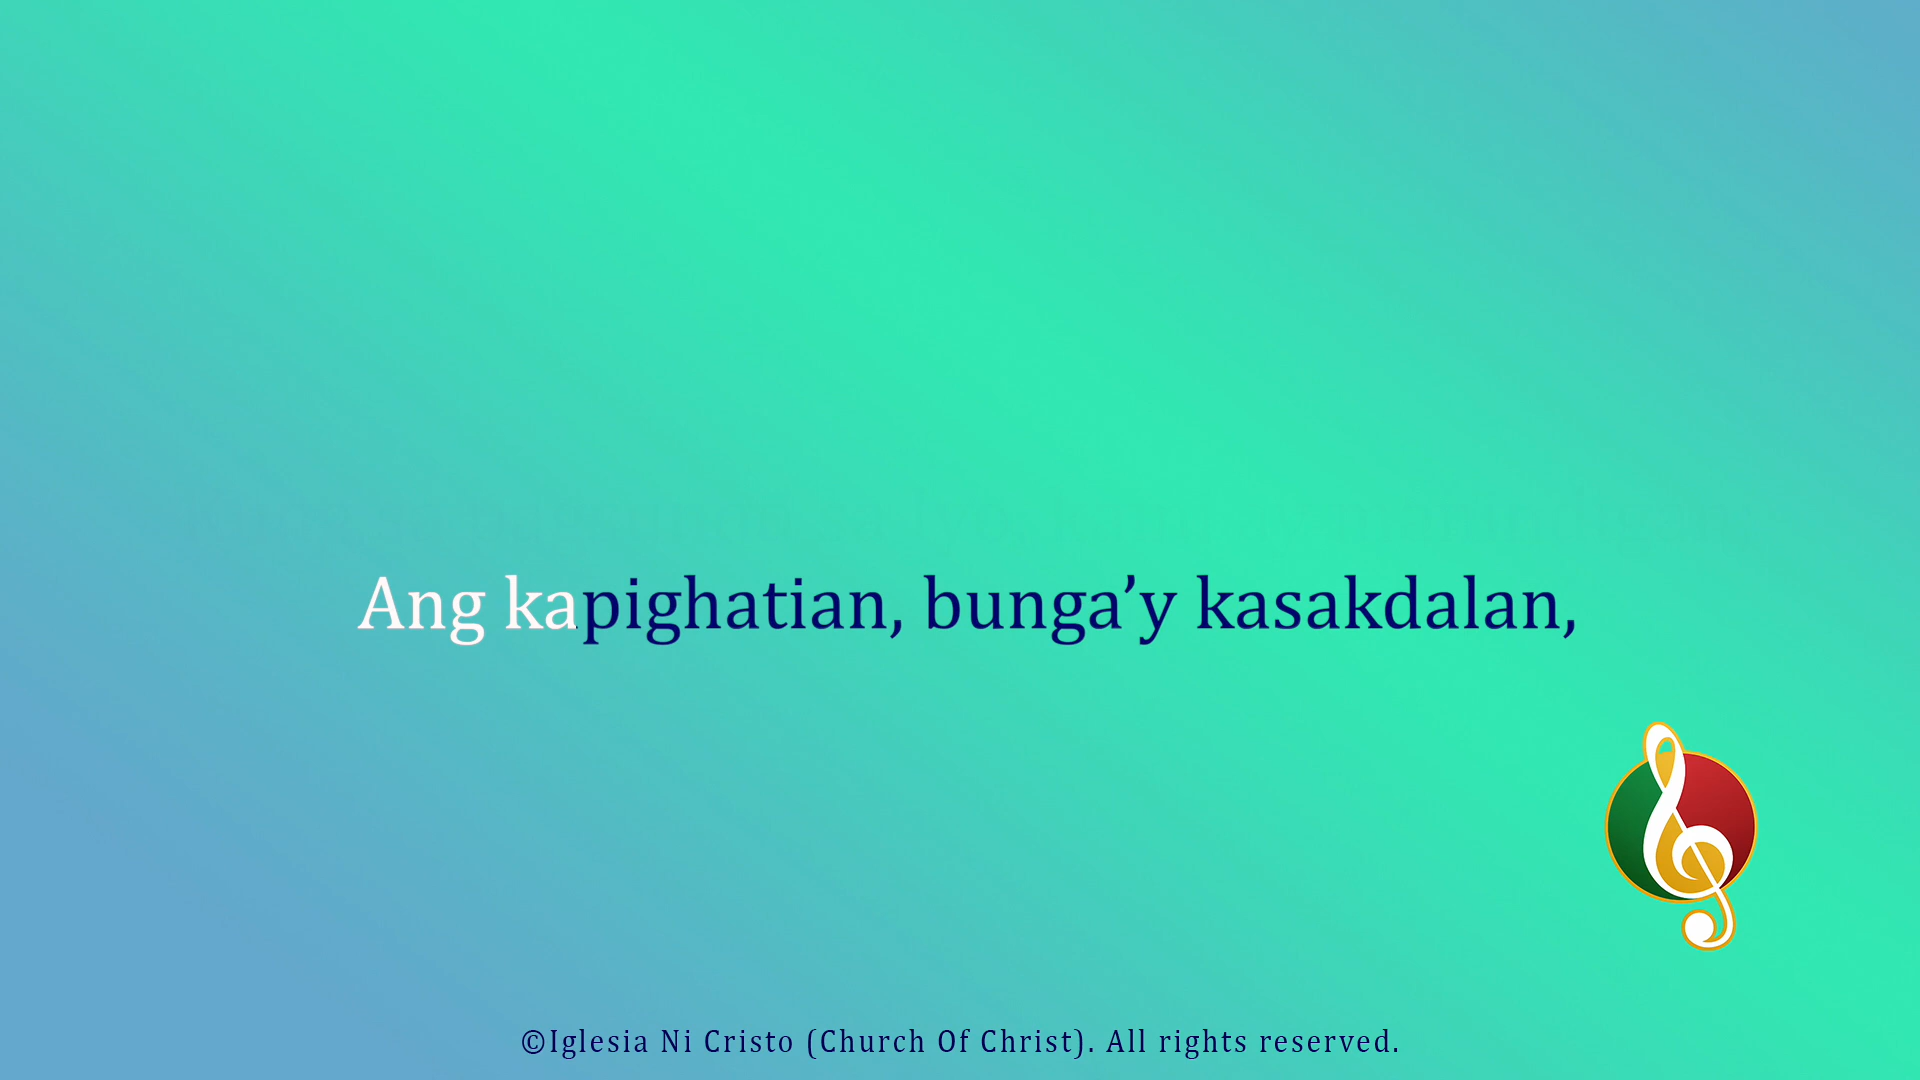 Ang kapighatian, bunga’y kasakdalan,
©Iglesia Ni Cristo (Church Of Christ). All rights reserved.